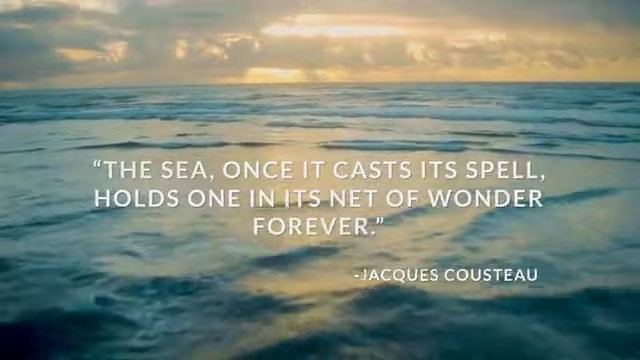 “THE SEA, ONCE IT CASTS ITS SPELL,
HOLDS ONE IN ITS NET OF WONDER
FOREVER.”
-JACQUES COUSTEAU